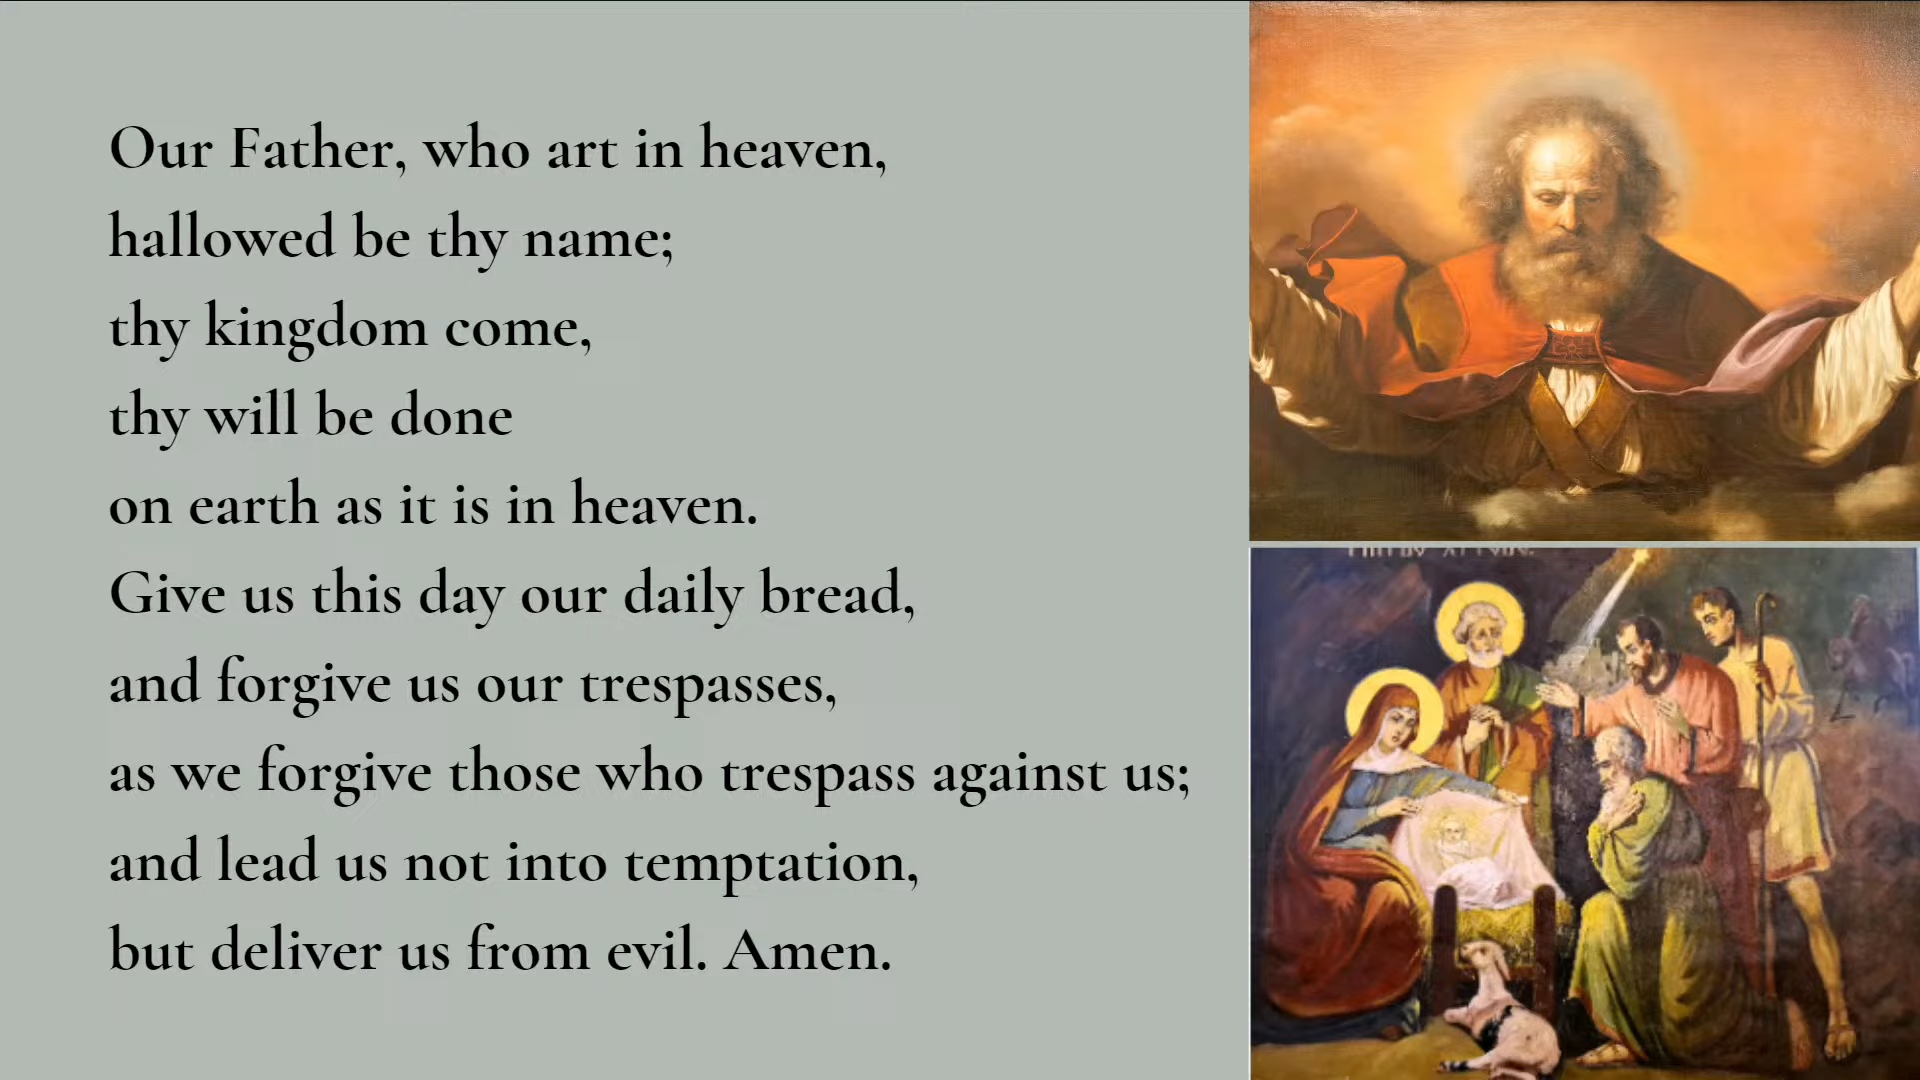 Our Father, who art in heaven,
hallowed be thy name;
thy kingdom come,
thy will be done
on earth as it is in heaven.
Give us this day our daily bread,
and forgive us our trespasses,
as we forgive those who trespass against us;
and lead us not into temptation,
but deliver us from evil. Amen.